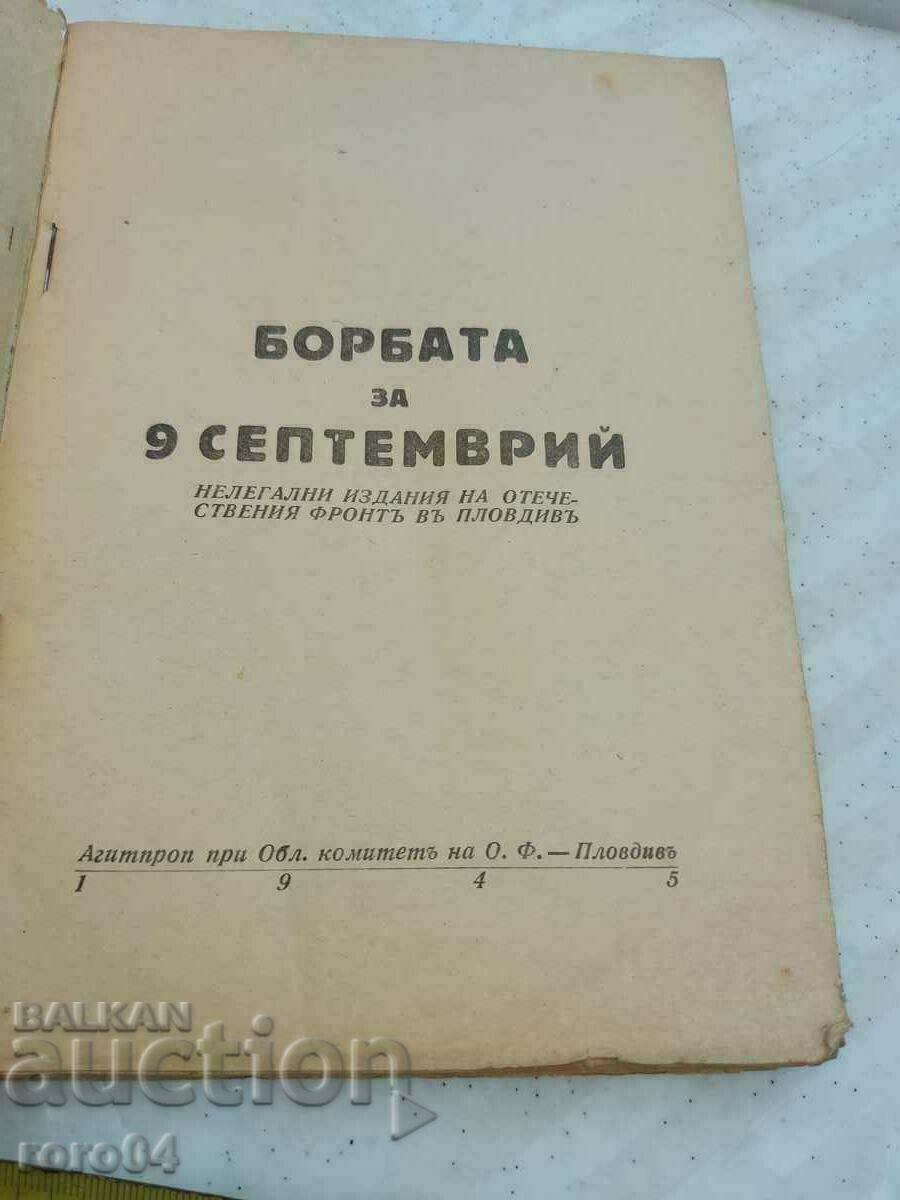 БОРБАТА
ЗА
9 СЕПТЕМВРИЙ
НЕЛЕГАЛНИ ИЗДАНИЯ НА ОТЕЧЕ-
СТВЕНИЯ ФРОНТЪ ВЪ ПЛОВДИВЪ
Агитпроп при Обл. комитетъ на О. Ф. — Пловдивъ
1 9 4 5
BALKAN
auction
roro04